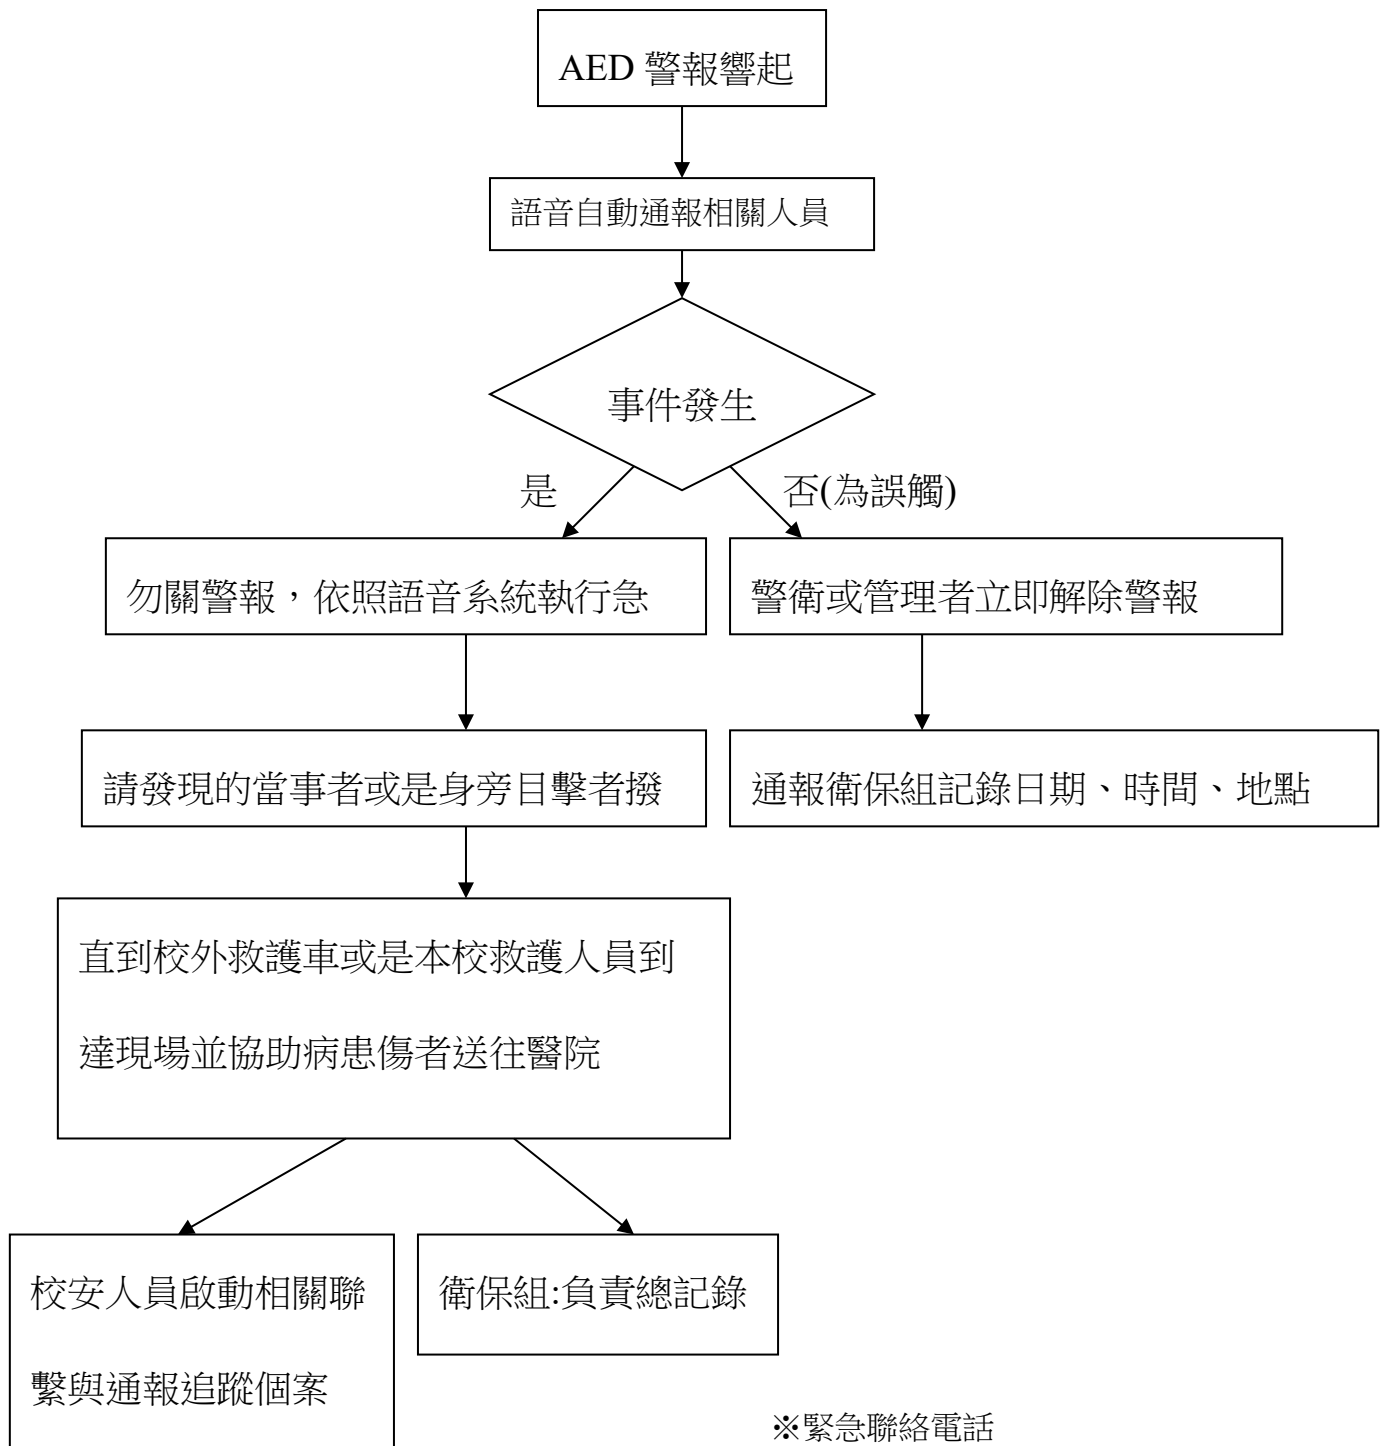 AED 警報響起
語音自動通報相關人員
事件發生
是
否(為誤觸)
勿關警報，依照語音系統執行急
警衛或管理者立即解除警報
請發現的當事者或是身旁目擊者撥
通報衛保組記錄日期、時間、地點
直到校外救護車或是本校救護人員到
達現場並協助病患傷者送往醫院
校安人員啟動相關聯
繫與通報追蹤個案
衛保組:負責總記錄
※緊急聯絡電話